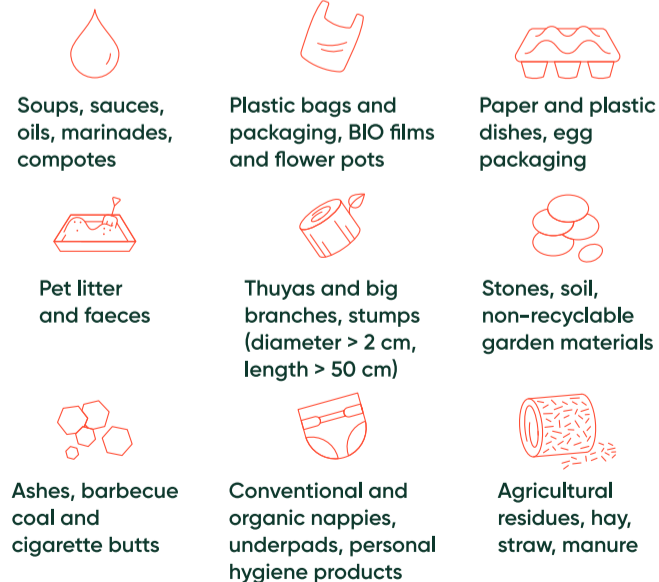 Soups, sauces,
oils, marinades,
compotes
Plastic bags and
packaging, BIO films
and flower pots
Paper and plastic
dishes, egg
packaging
Pet litter
and faeces
Thuyas and big
branches, stumps
(diameter > 2 cm,
length > 50 cm)
Stones, soil,
non-recyclable
garden materials
Ashes, barbecue
coal and
cigarette butts
Conventional and
organic nappies,
underpads, personal
hygiene products
Agricultural
residues, hay,
straw, manure